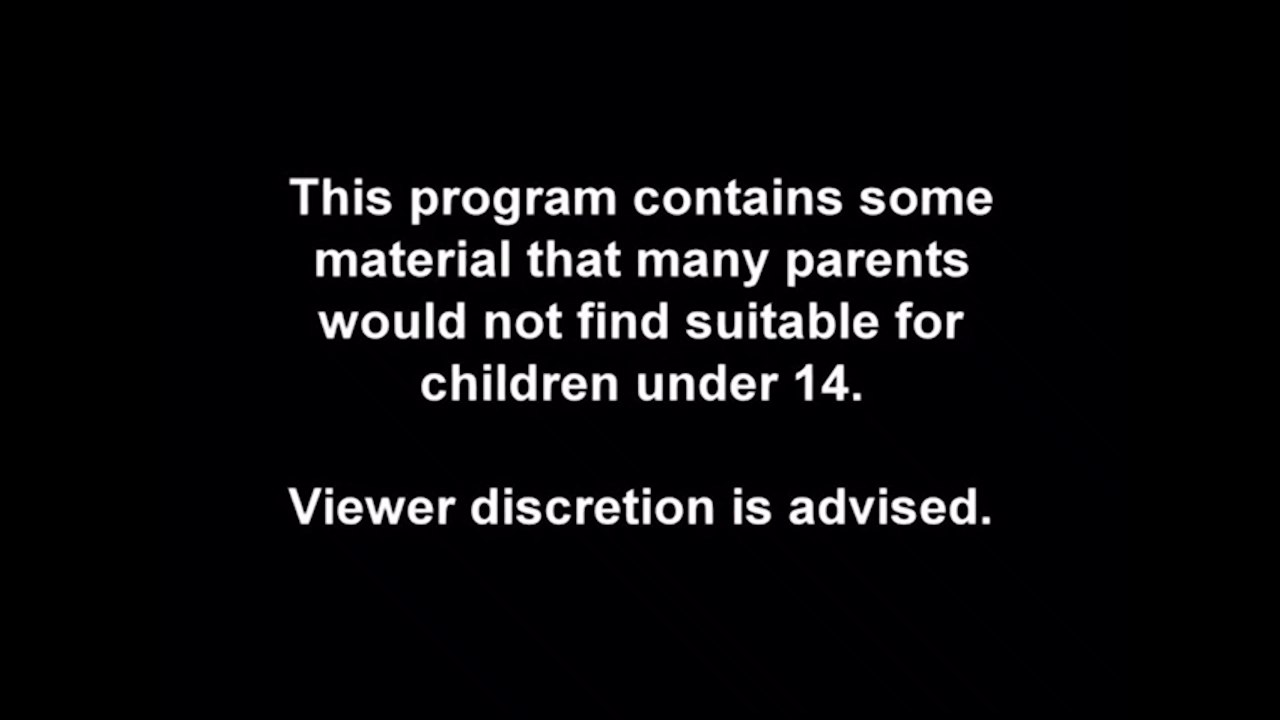 This program contains some
material that many parents
would not find suitable for
children under 14.
Viewer discretion is advised.